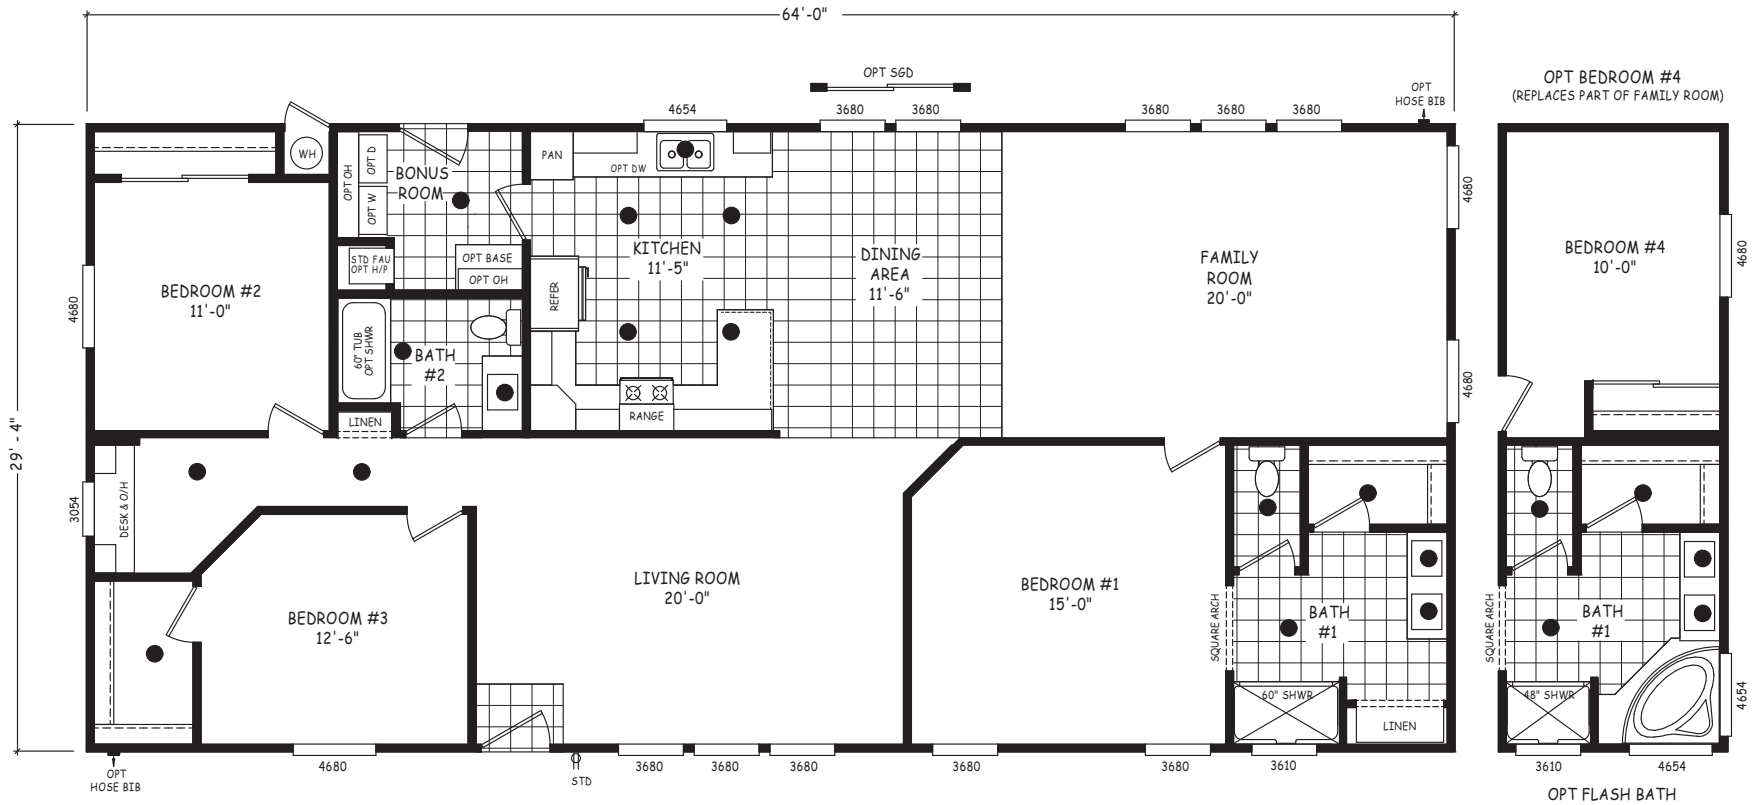 64'-0"
OPT SGD
OPT
HOSE BIB
OPT BEDROOM #4
(REPLACES PART OF FAMILY ROOM)
4654
3680
3680
3680
3680
3680
WH
OPT OH
OPT D
OPT W
BONUS
ROOM
PAN
OPT DW
4680
4680
STD FAU
OPT H/P
OPT BASE
OPT OH
REFER
KITCHEN
11'-5"
DINING
AREA
11'-6"
FAMILY
ROOM
20'-0"
BEDROOM #4
10'-0"
4680
BEDROOM #2
11'-0"
60" TUB
OPT SHWR
BATH
#2
LINEN
RANGE
4680
29' - 4"
3054
DESK & O/H
BEDROOM #3
12'-6"
LIVING ROOM
20'-0"
BEDROOM #1
15'-0"
SQUARE ARCH
BATH
#1
SQUARE ARCH
BATH
#1
60" SHWR
LINEN
48" SHWR
4654
OPT
HOSE BIB
4680
STD
3680
3680
3680
3680
3680
3610
3610
4654
OPT FLASH BATH